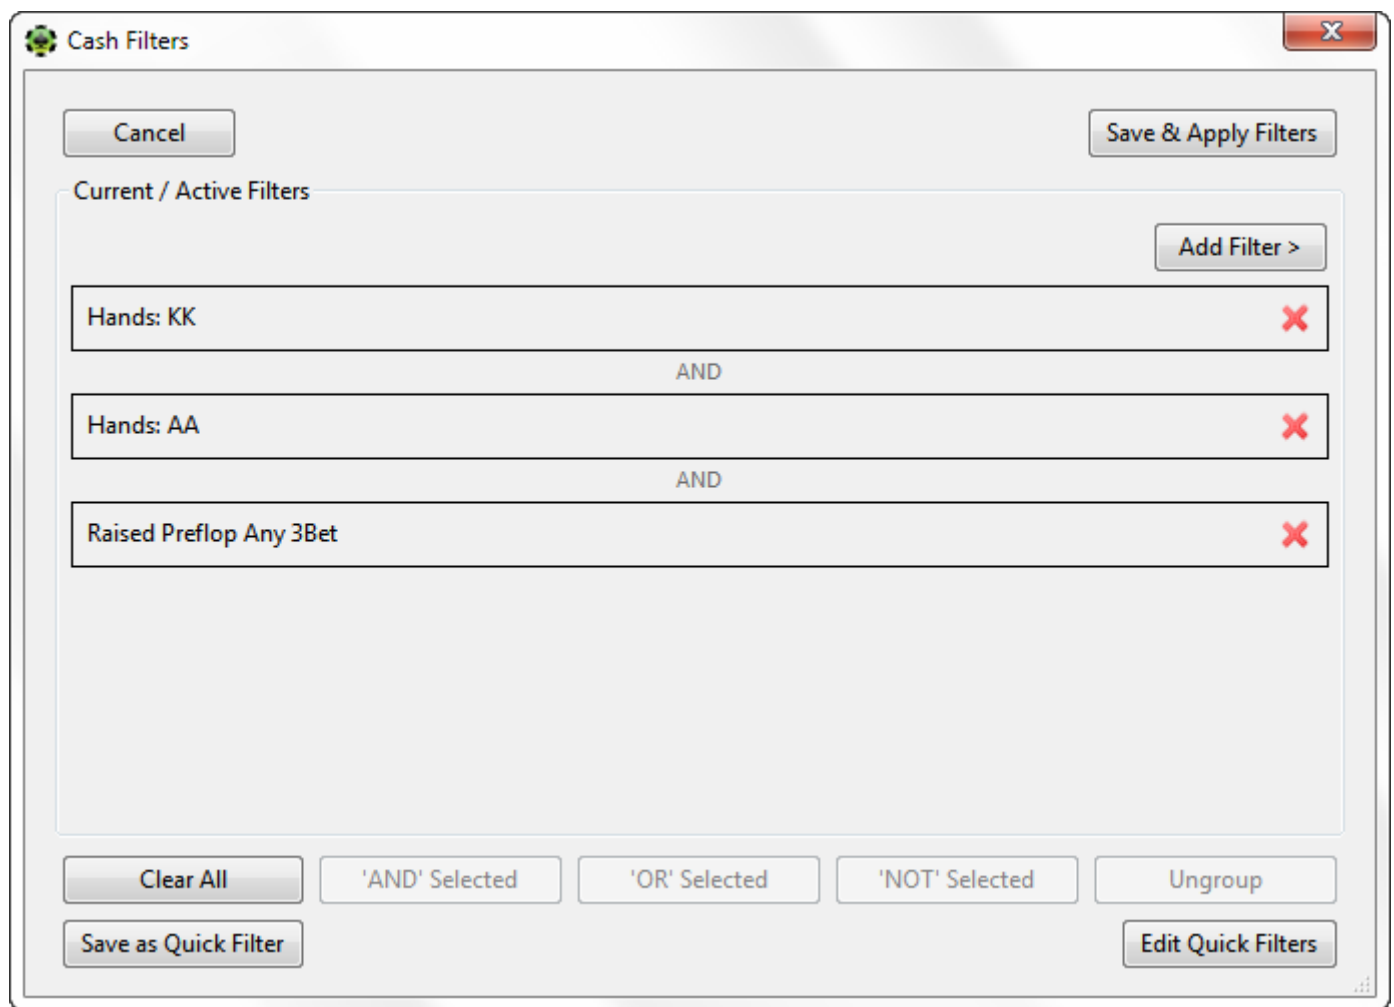 Cash Filters
Cancel
Save & Apply Filters
Current / Active Filters
Add Filter >
Hands: KK
AND
Hands: AA
AND
Raised Preflop Any 3Bet
Clear All
'AND' Selected
'OR' Selected
'NOT' Selected
Ungroup
Save as Quick Filter
Edit Quick Filters